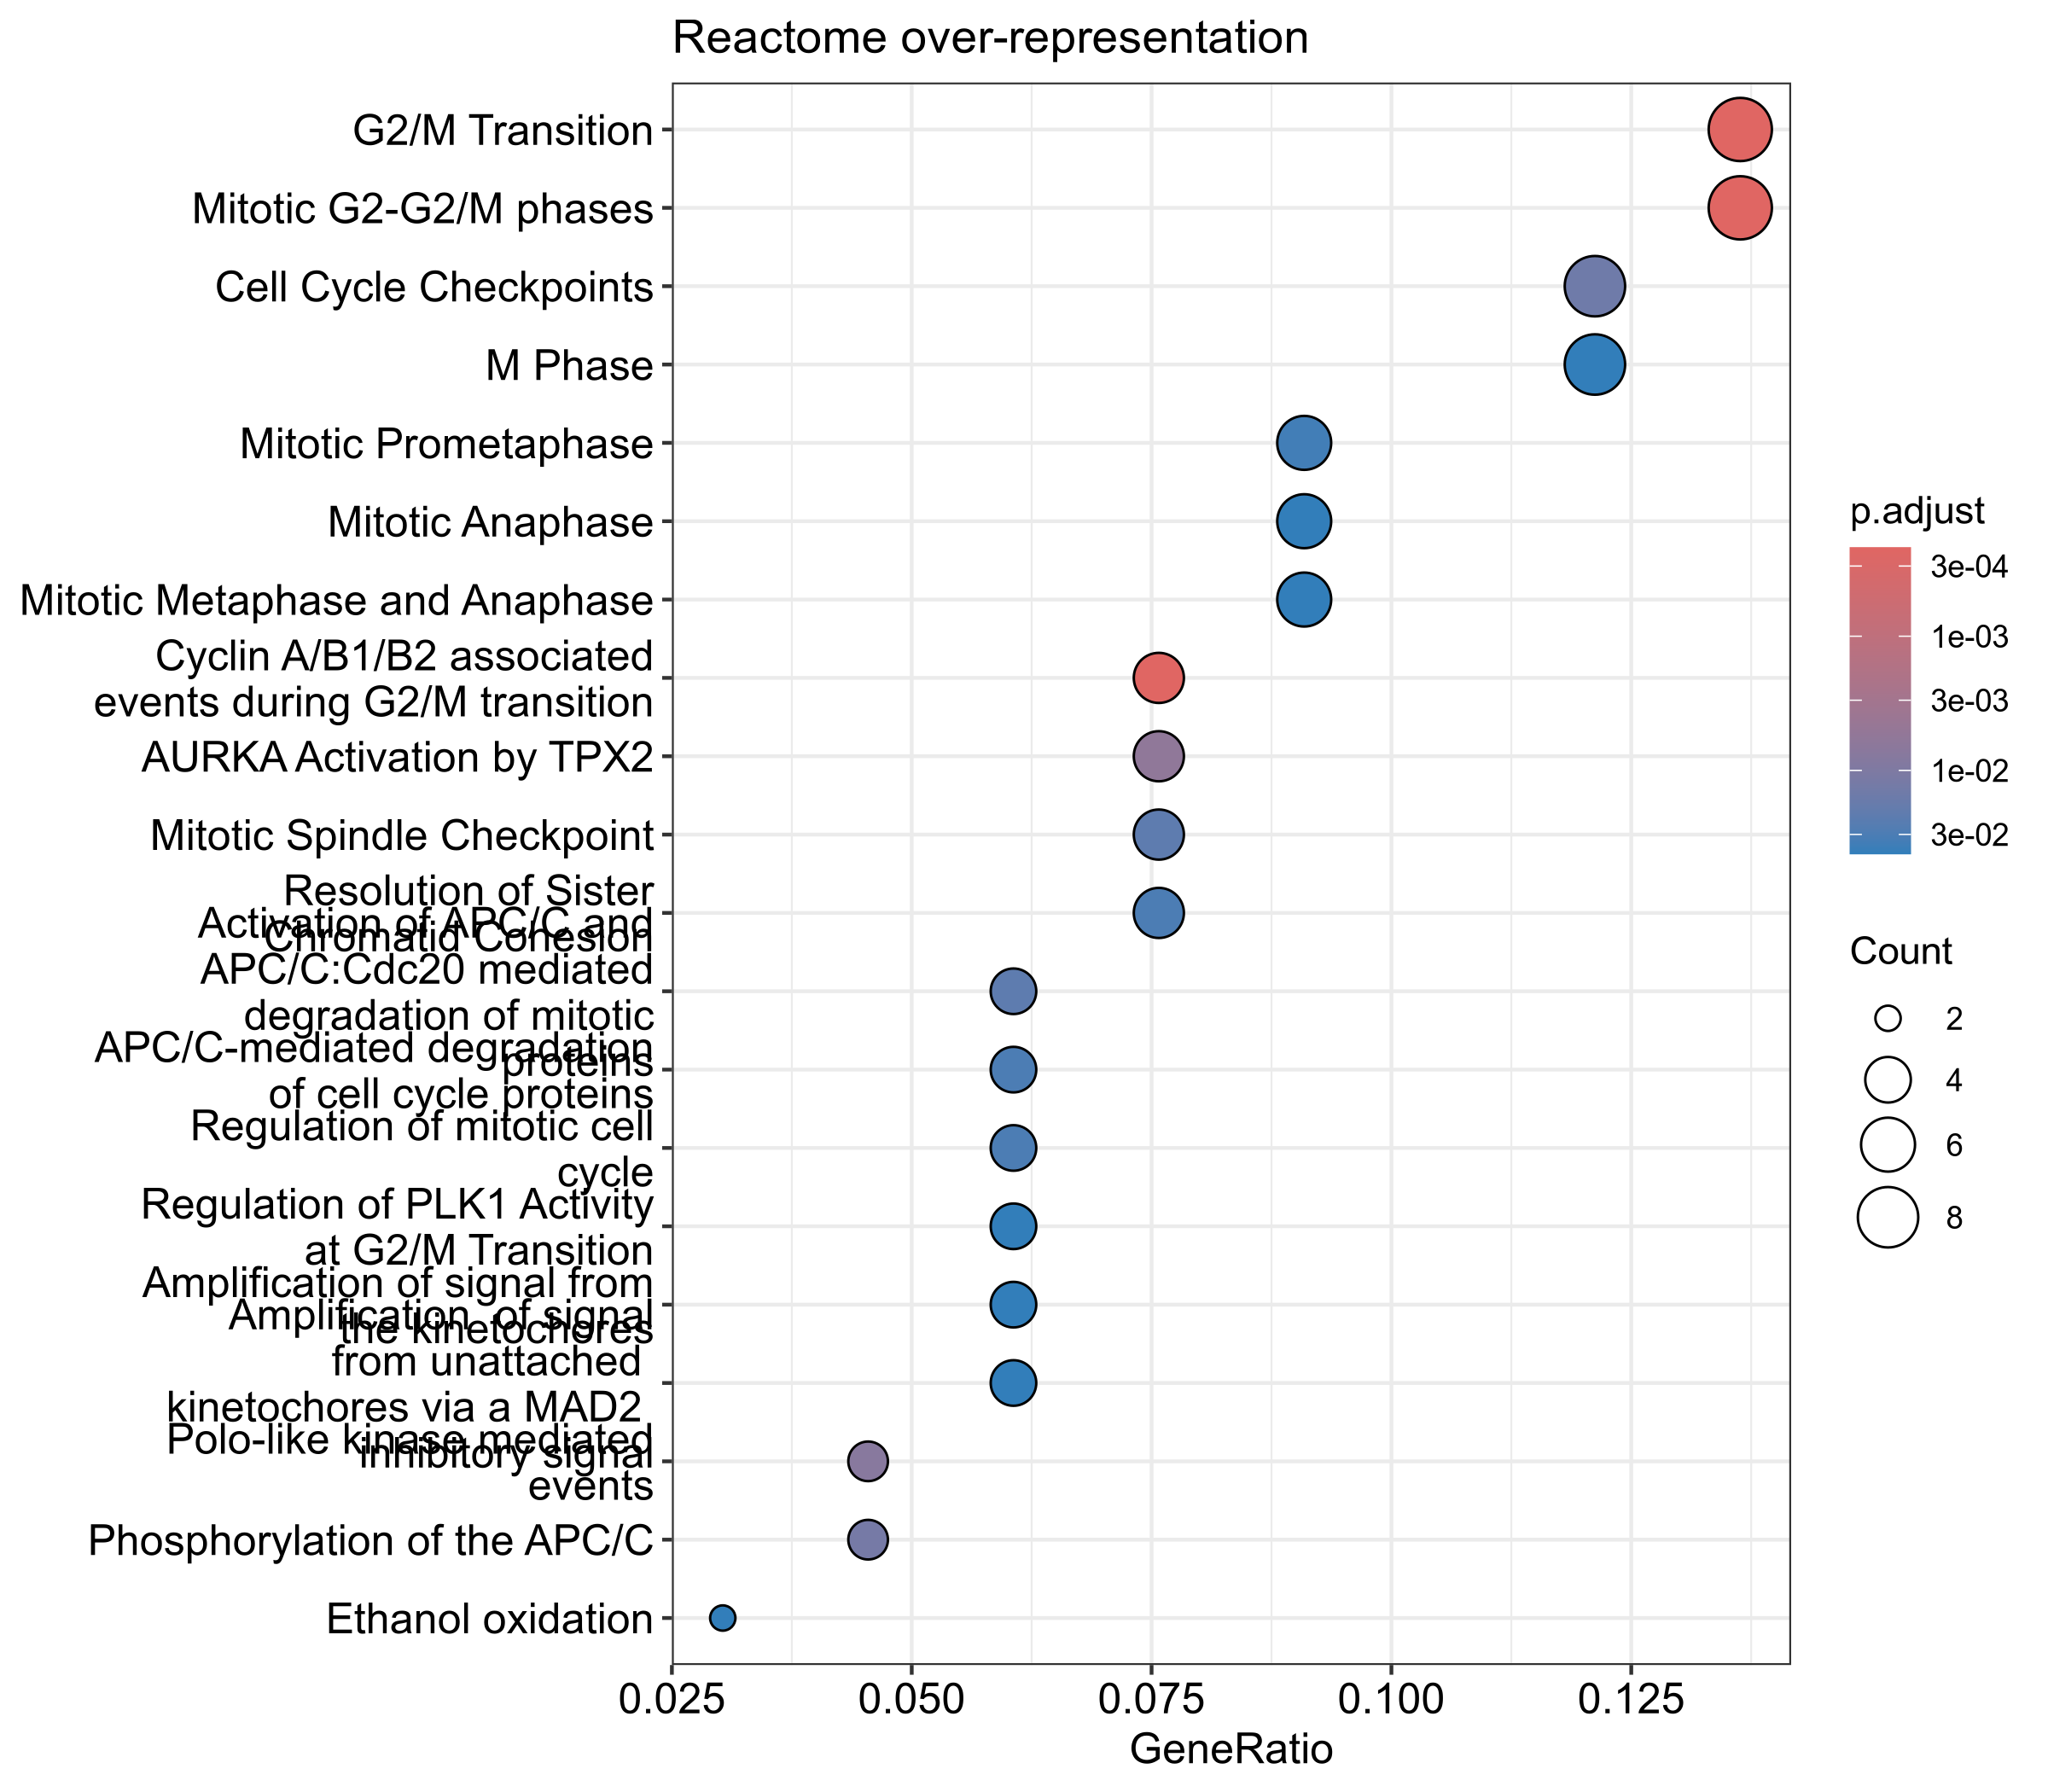 Reactome over-representation
G2/M Transition
Mitotic G2-G2/M phases
Cell Cycle Checkpoints
M Phase
Mitotic Prometaphase
Mitotic Anaphase
Mitotic Metaphase and Anaphase
Cyclin A/B1/B2 associated
events during G2/M transition
AURKA Activation by TPX2
Mitotic Spindle Checkpoint
Resolution of Sister
Chromatid Cohesion
Activation of APC/C and
APC/C:Cdc20 mediated
degradation of mitotic
proteins
APC/C-mediated degradation
of cell cycle proteins
Regulation of mitotic cell
cycle
Regulation of PLK1 Activity
at G2/M Transition
Amplification of signal from
the kinetochores
Amplification of signal
from unattached
kinetochores via a MAD2
inhibitory signal
Polo-like kinase mediated
events
Phosphorylation of the APC/C
Ethanol oxidation
0.025 0.050 0.075 0.100 0.125
GeneRatio
p.adjust
3e-04
1e-03
3e-03
1e-02
3e-02
Count
2
4
6
8